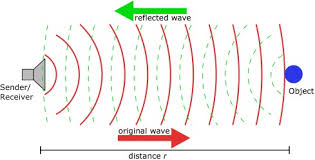 reflected wave
Sender/
Receiver
Object
original wave
distance r